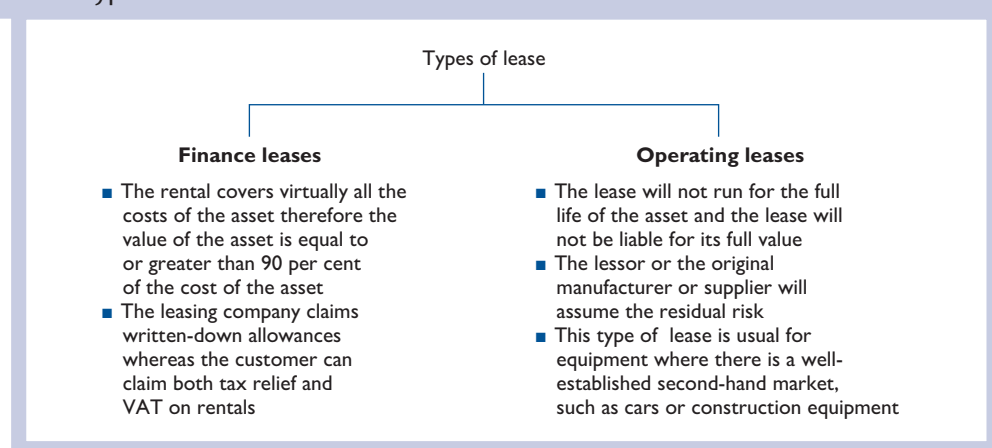 Types of lease
Finance leases
■ The rental covers virtually all the
costs of the asset therefore the
value of the asset is equal to
or greater than 90 per cent
of the cost of the asset
■ The leasing company claims
written-down allowances
whereas the customer can
claim both tax relief and
VAT on rentals
Operating leases
■ The lease will not run for the full
life of the asset and the lease will
not be liable for its full value
■ The lessor or the original
manufacturer or supplier will
assume the residual risk
■ This type of lease is usual for
equipment where there is a well-
established second-hand market,
such as cars or construction equipment